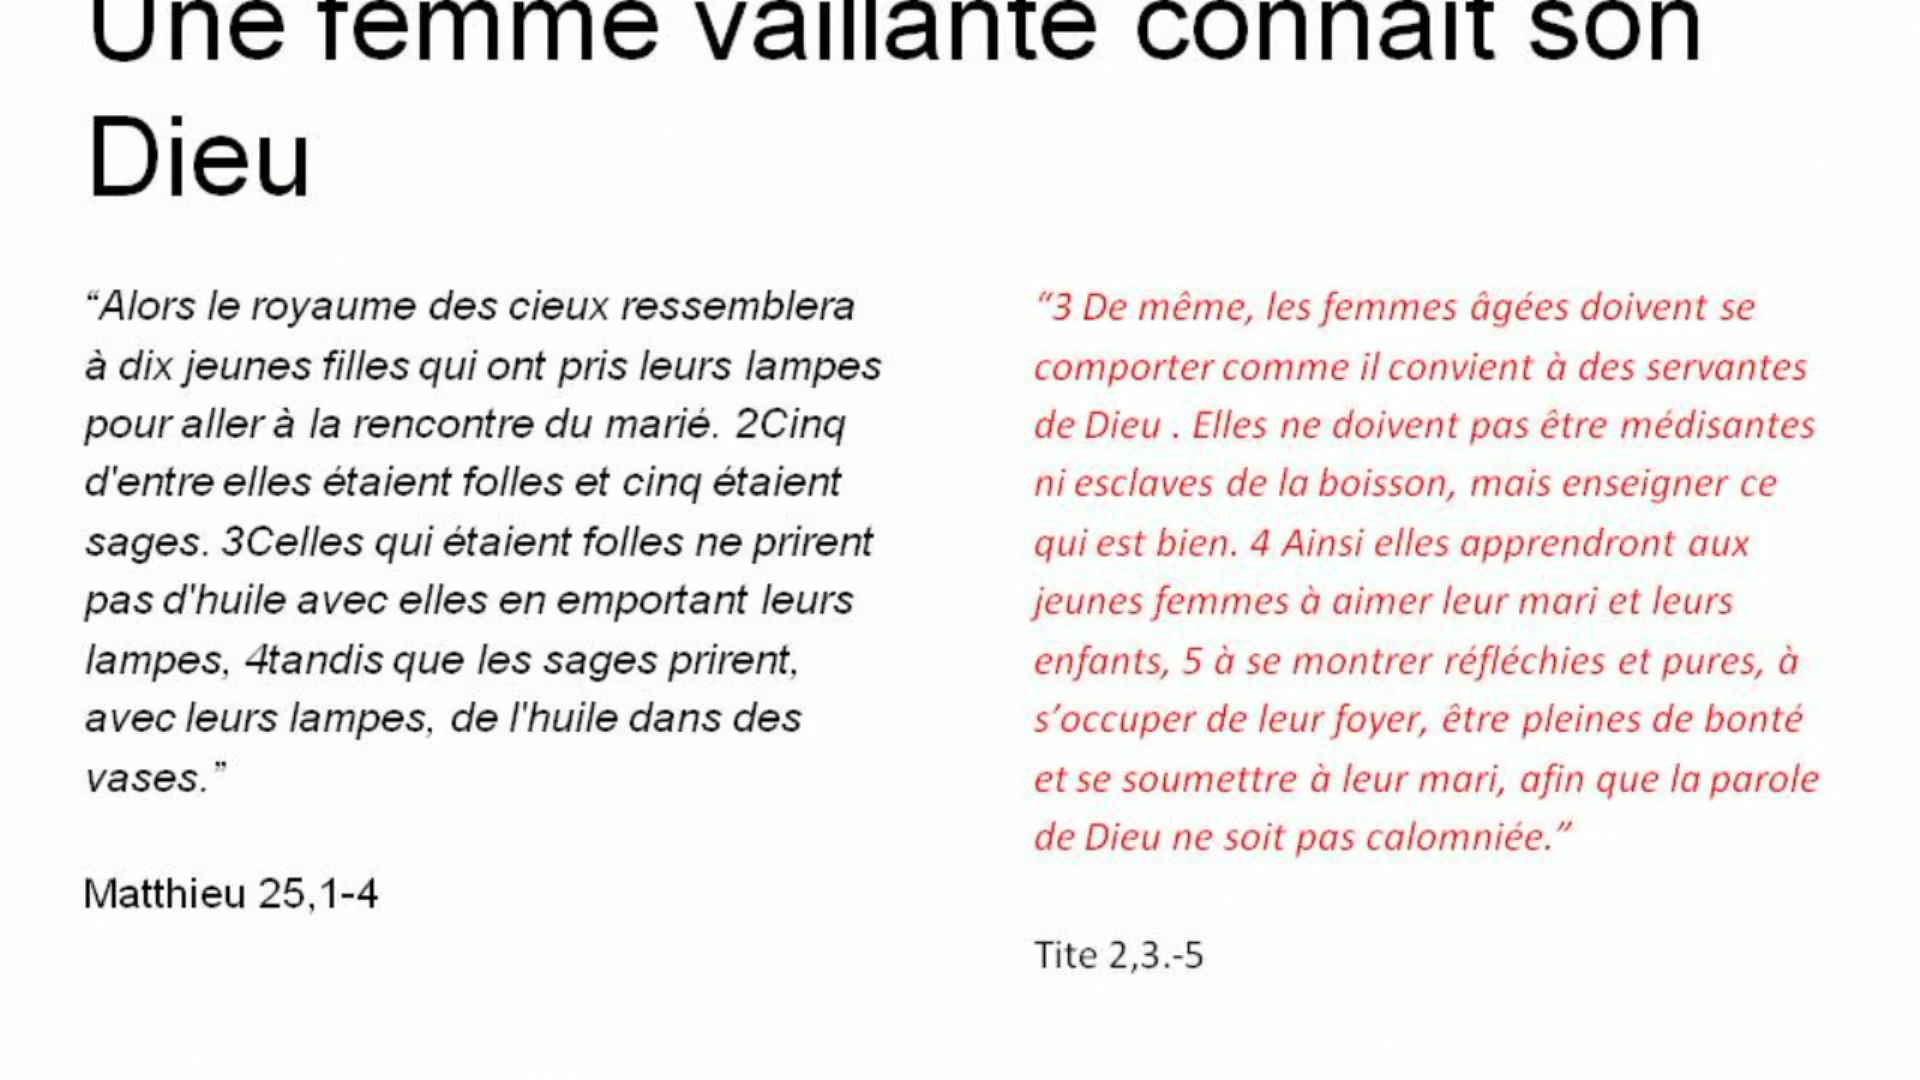 Une femme vaillante connait son
Dieu
“Alors le royaume des cieux ressemblera
à dix jeunes filles qui ont pris leurs lampes
pour aller à la rencontre du marié. 2Cinq
d'entre elles étaient folles et cinq étaient
sages. 3Celles qui étaient folles ne prirent
pas d'huile avec elles en emportant leurs
lampes, 4tandis que les sages prirent,
avec leurs lampes, de l'huile dans des
vases.”
Matthieu 25,1-4
“3 De même, les femmes âgées doivent se
comporter comme il convient à des servantes
de Dieu . Elles ne doivent pas être médisantes
ni esclaves de la boisson, mais enseigner ce
qui est bien. 4 Ainsi elles apprendront aux
jeunes femmes à aimer leur mari et leurs
enfants, 5 à se montrer réfléchies et pures, à
s’occuper de leur foyer, être pleines de bonté
et se soumettre à leur mari, afin que la parole
de Dieu ne soit pas calomniée.”
Tite 2,3.-5